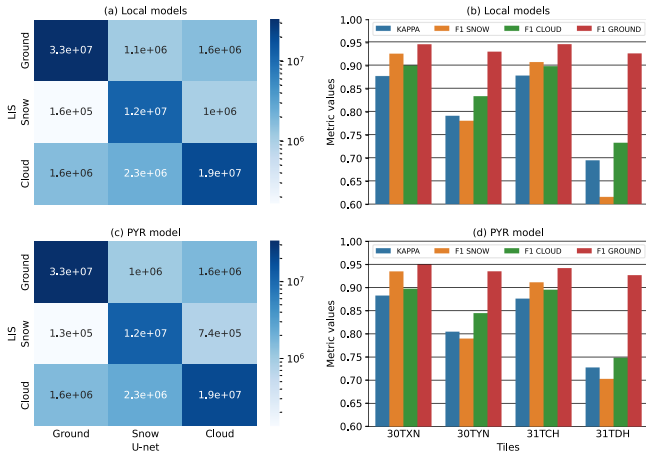 (a) Local models
Ground
Snow
Cloud
LIS
3.3e+07 1.1e+06 1.6e+06
1.6e+05 1.2e+07 1e+06
1.6e+06 2.3e+06 1.9e+07
10^7
10^6
(b) Local models
KAPPA F1 SNOW F1 CLOUD F1 GROUND
Metric values
1.00
0.95
0.90
0.85
0.80
0.75
0.70
0.65
0.60
(c) PYR model
Ground
Snow
Cloud
LIS
3.3e+07 1e+06 1.6e+06
1.3e+05 1.2e+07 7.4e+05
1.6e+06 2.3e+06 1.9e+07
Ground Snow Cloud
U-net
10^7
10^6
(d) PYR model
KAPPA F1 SNOW F1 CLOUD F1 GROUND
Metric values
1.00
0.95
0.90
0.85
0.80
0.75
0.70
0.65
0.60
30TXN 30TYN 31TCH 31TDH
Tiles